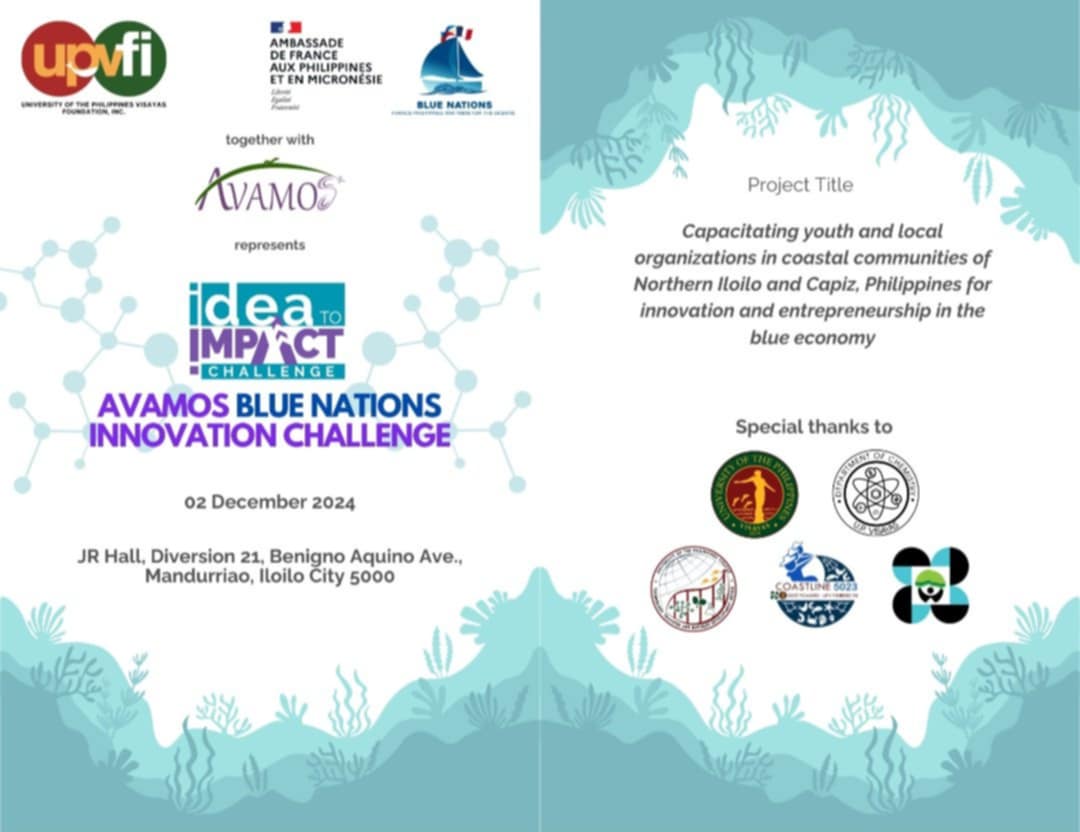 upvfi
UNIVERSITY OF THE PHILIPPINES VISAYAS
FOUNDATION, INC.
AMBASSADE
DE FRANCE
AUX PHILIPPINES
ET EN MICRONÉSIE
Liberté
Égalité
Fraternité
BLUE NATIONS
together with
AVAMOS
represents
idea TO
IMPACT
CHALLENGE
AVAMOS BLUE NATIONS
INNOVATION CHALLENGE
02 December 2024
JR Hall, Diversion 21, Benigno Aquino Ave.,
Mandurriao, Iloilo City 5000
Project Title
Capacitating youth and local
organizations in coastal communities of
Northern Iloilo and Capiz, Philippines for
innovation and entrepreneurship in the
blue economy
Special thanks to
UNIVERSITY OF THE PHILIPPINES
VISAYAS
DEPARTMENT OF CHEMISTRY
U.P. VISAYAS
COASTLINE 5023